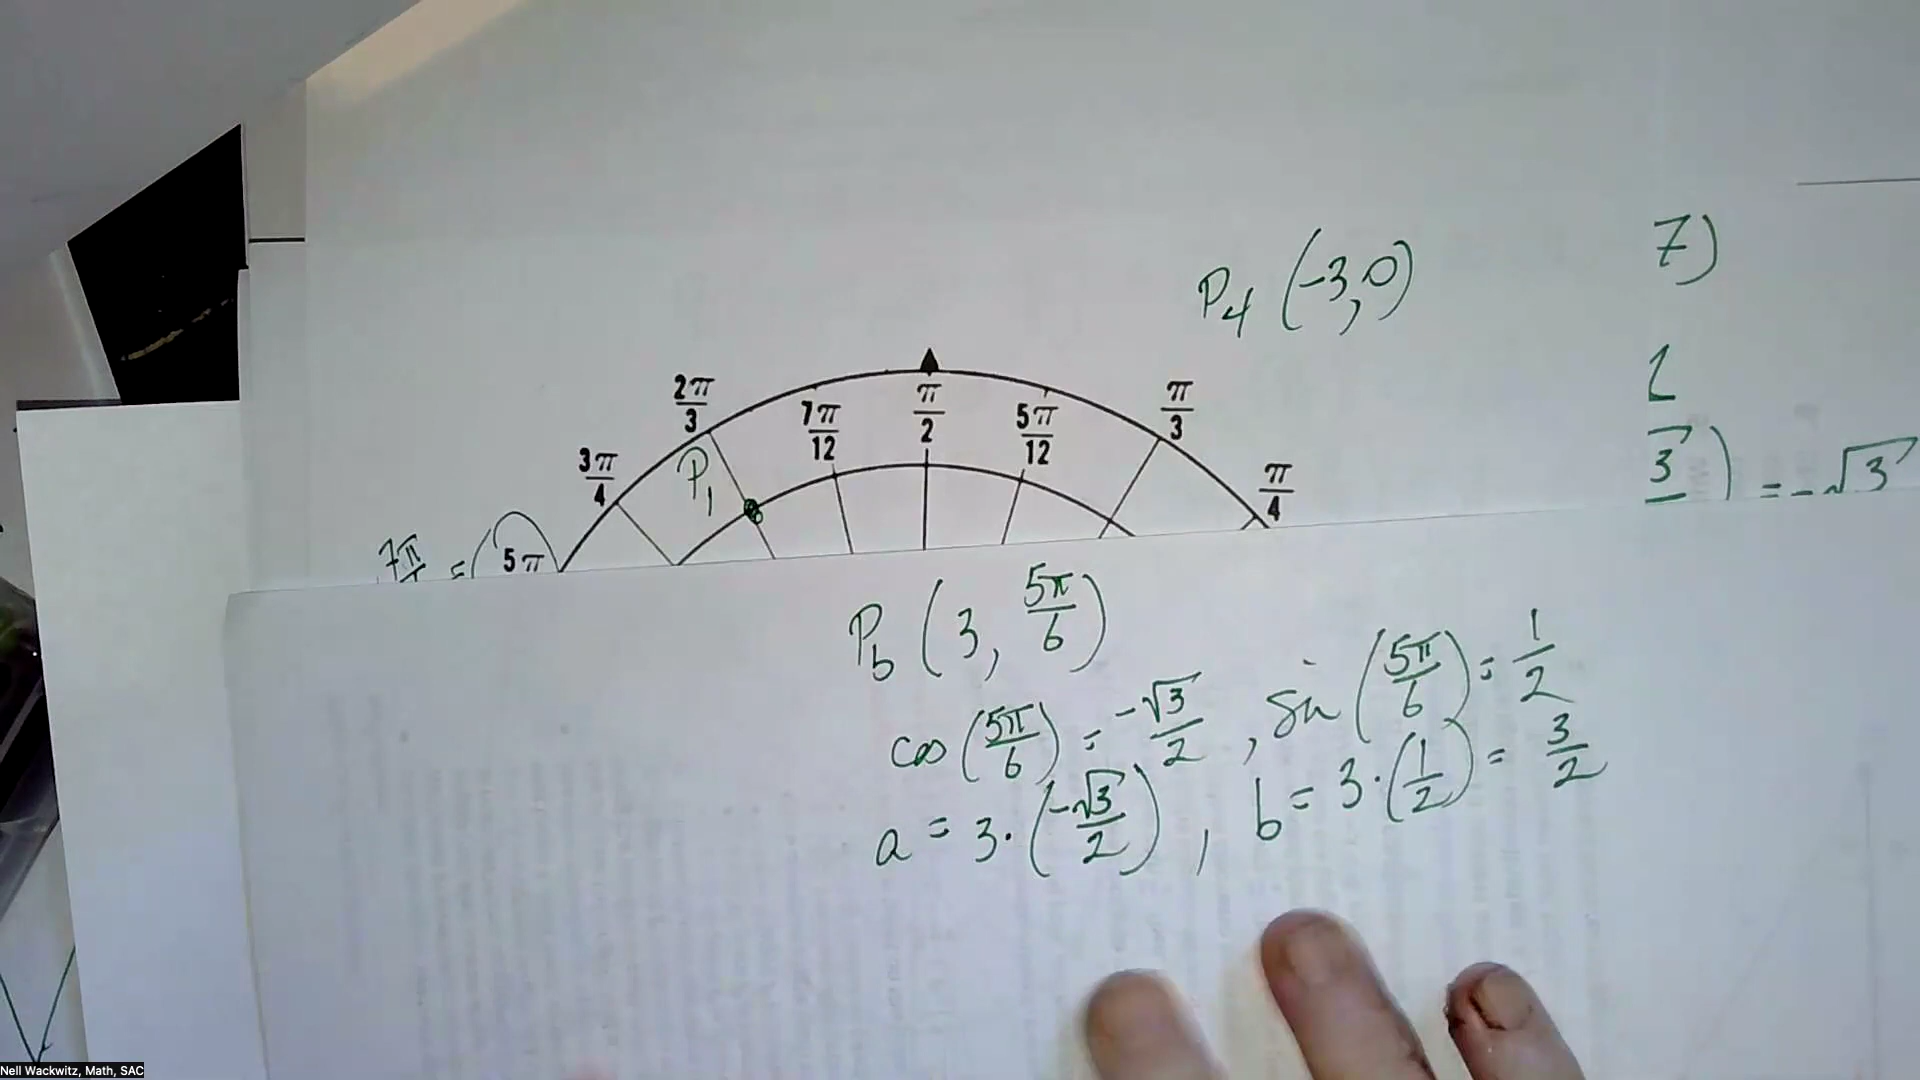 P₄ (-3, 0)
7)
2π/3
7π/12
π/2
5π/12
π/3
3π/4
P₁
π/4
5π
3/ ) = -√3
P_b (3, 5π/6)
cos (5π/6) = -√3/2 , sin (5π/6) = 1/2
a = 3 · (-√3/2) , b = 3 · (1/2) = 3/2
Nell Wackwitz, Math, SAC